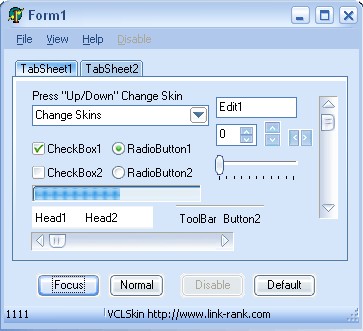 Form1
File View Help Disable
TabSheet1 TabSheet2
Press "Up/Down" Change Skin
Change Skins
Edit1
0
CheckBox1 RadioButton1
CheckBox2 RadioButton2
Head1 Head2
ToolBar Button2
Focus Normal Disable Default
1111 VCLSkin http://www.link-rank.com